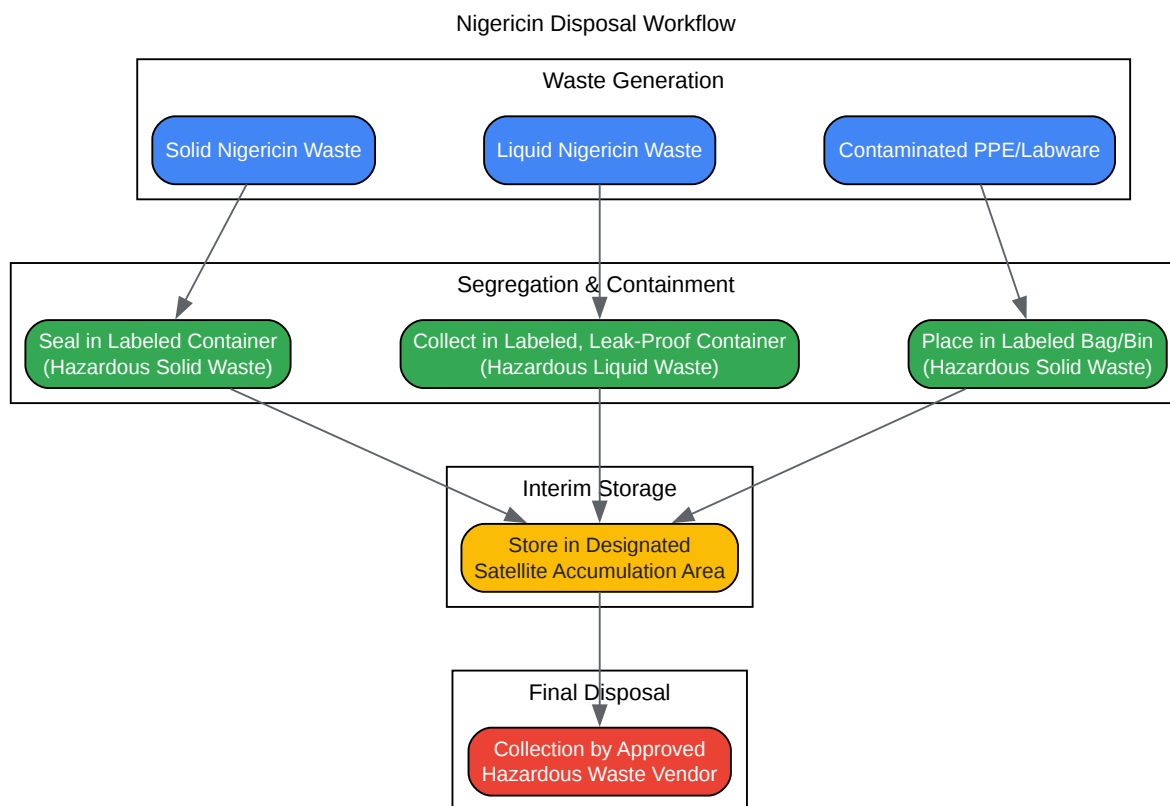 Nigericin Disposal Workflow
Waste Generation
Solid Nigericin Waste
Liquid Nigericin Waste
Contaminated PPE/Labware
Segregation & Containment
Seal in Labeled Container
(Hazardous Solid Waste)
Collect in Labeled, Leak-Proof Container
(Hazardous Liquid Waste)
Place in Labeled Bag/Bin
(Hazardous Solid Waste)
Interim Storage
Store in Designated
Satellite Accumulation Area
Final Disposal
Collection by Approved
Hazardous Waste Vendor